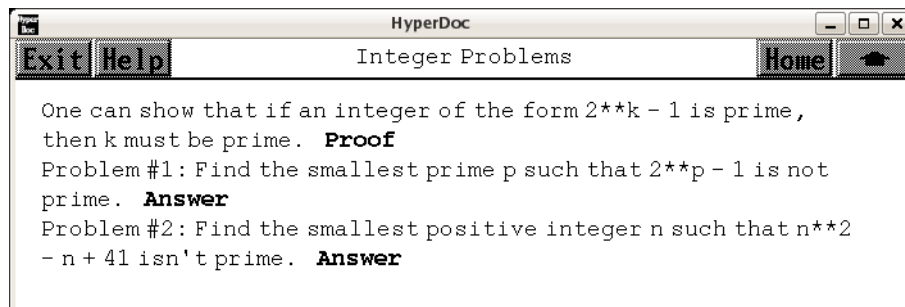 Hyper
Doc
HyperDoc
Exit Help Integer Problems Home
One can show that if an integer of the form 2**k - 1 is prime,
then k must be prime. Proof
Problem #1: Find the smallest prime p such that 2**p - 1 is not
prime. Answer
Problem #2: Find the smallest positive integer n such that n**2
- n + 41 isn't prime. Answer